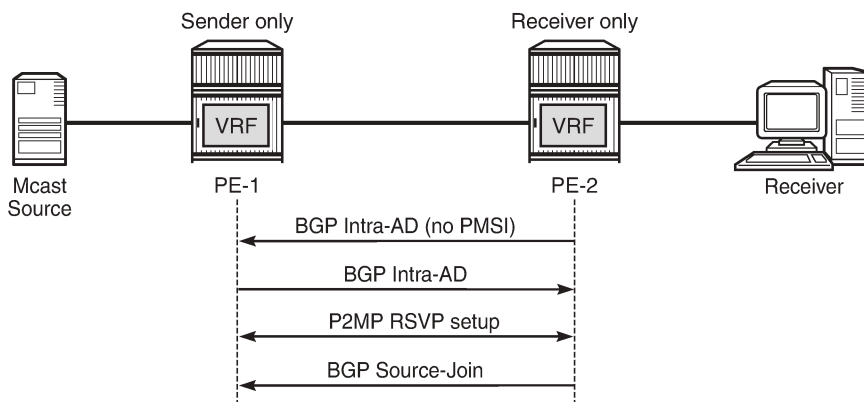 Sender only
Receiver only
VRF
VRF
Mcast
Source
PE-1
PE-2
Receiver
BGP Intra-AD (no PMSI)
BGP Intra-AD
P2MP RSVP setup
BGP Source-Join